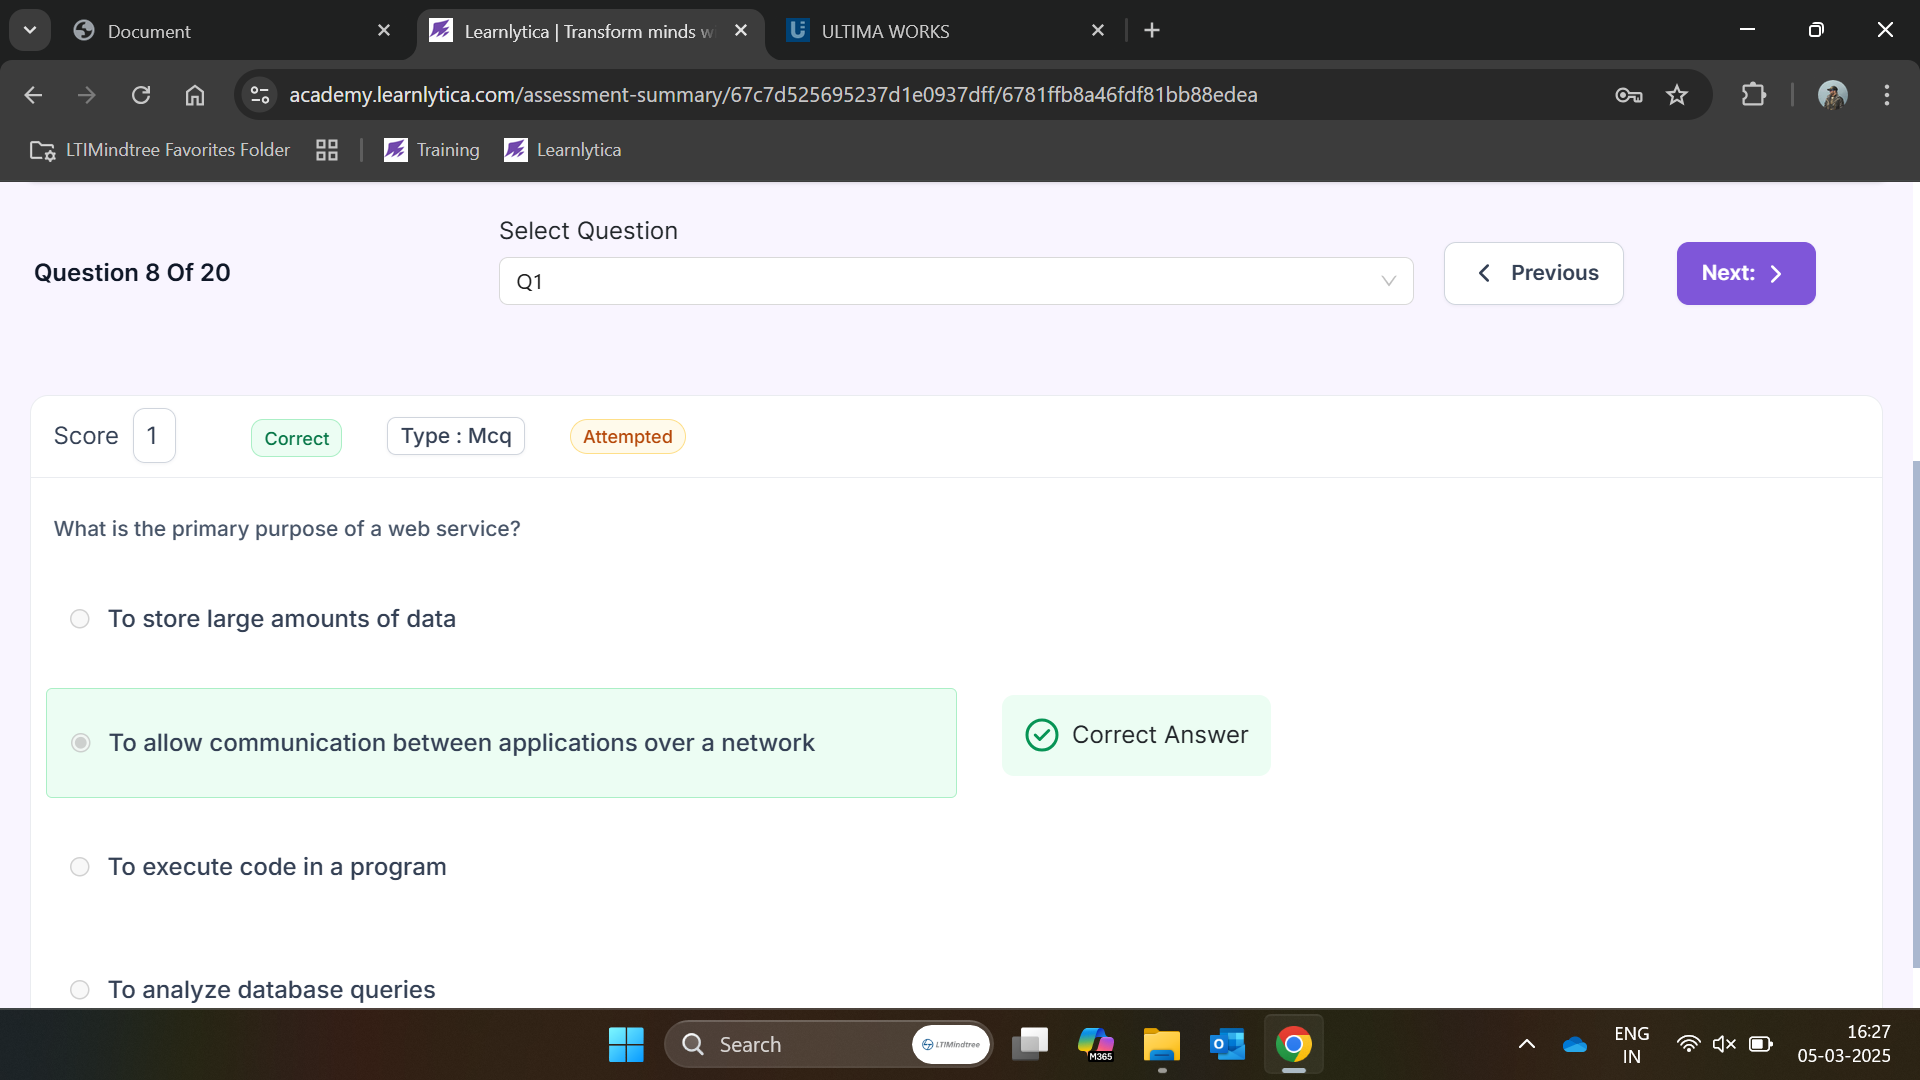 Document
Learnlytica | Transform minds w
ULTIMA WORKS
academy.learnlytica.com/assessment-summary/67c7d525695237d1e0937dff/6781ffb8a46fdf81bb88edea
LTIMindtree Favorites Folder
Training
Learnlytica
Select Question
Question 8 Of 20
Q1
Previous
Next:
Score 1
Correct
Type : Mcq
Attempted
What is the primary purpose of a web service?
To store large amounts of data
To allow communication between applications over a network
Correct Answer
To execute code in a program
To analyze database queries
Search
LTIMindtree
M365
ENG
IN
16:27
05-03-2025